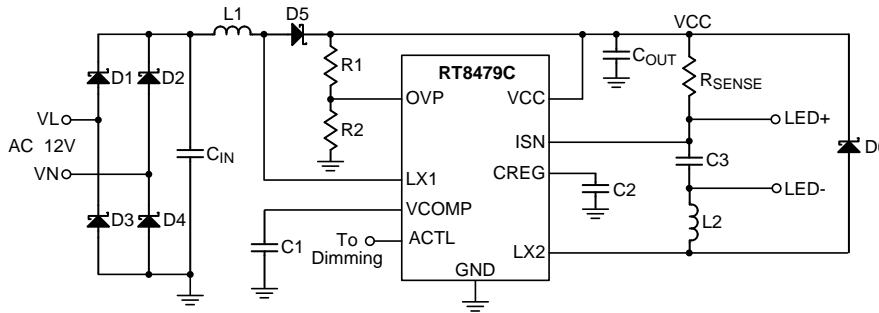 L1
D5
VCC
D1
D2
R1
RT8479C
COUT
RSENSE
OVP
VCC
VL
AC 12V
VN
CIN
R2
ISN
LED+
C3
LX1
CREG
C2
LED-
D3
D4
VCOMP
C1
To
Dimming
ACTL
LX2
L2
GND